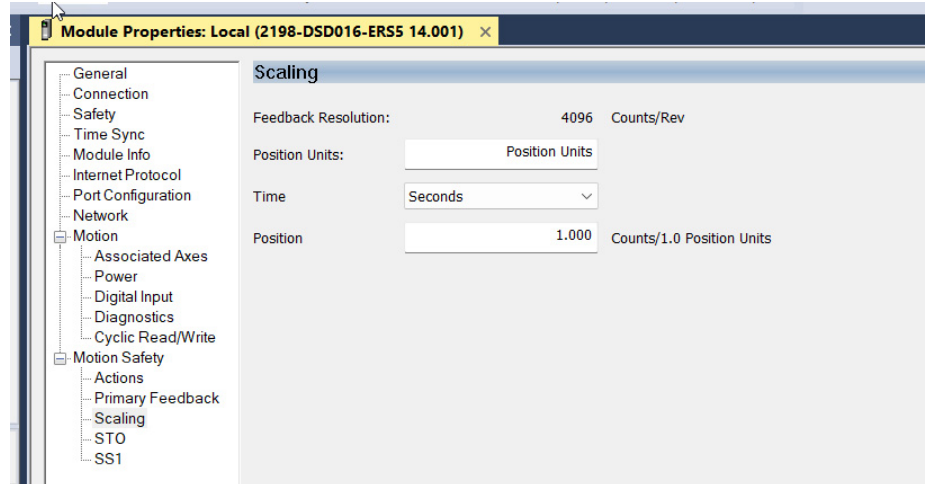 Module Properties: Local (2198-DSD016-ERS5 14.001) ×
General
Connection
Safety
Time Sync
Module Info
Internet Protocol
Port Configuration
Network
Motion
Associated Axes
Power
Digital Input
Diagnostics
Cyclic Read/Write
Motion Safety
Actions
Primary Feedback
Scaling
STO
SS1
Scaling
Feedback Resolution: 4096 Counts/Rev
Position Units: Position Units
Time Seconds
Position 1.000 Counts/1.0 Position Units